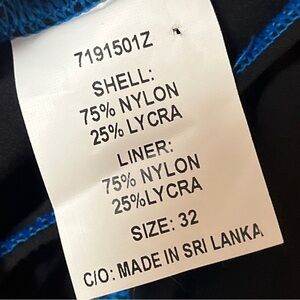 7191501Z
SHELL:
75% NYLON
25% LYCRA
LINER:
75% NYLON
25%LYCRA
SIZE: 32
C/O: MADE IN SRI LANKA